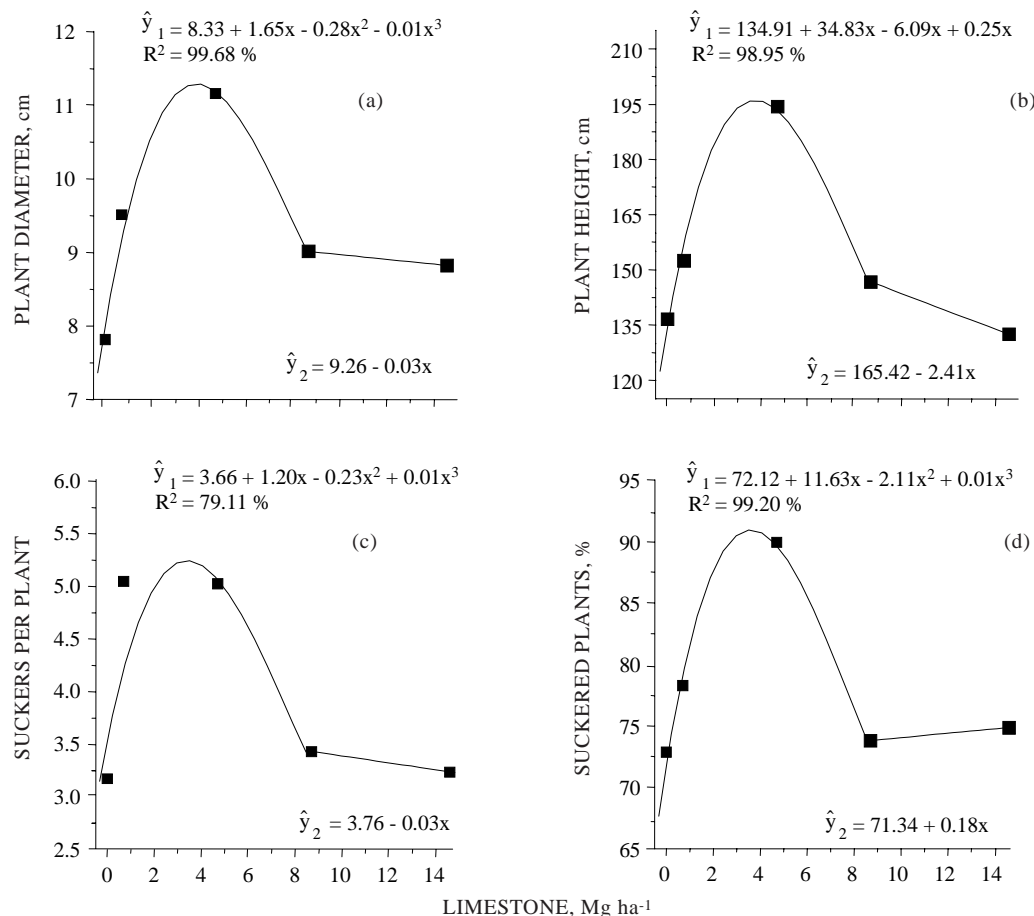 ŷ₁ = 8.33 + 1.65x - 0.28x² - 0.01x³
R² = 99.68 %
(a)
PLANT DIAMETER, cm
12
11
10
9
8
7
ŷ₂ = 9.26 - 0.03x
ŷ₁ = 134.91 + 34.83x - 6.09x + 0.25x
R² = 98.95 %
(b)
PLANT HEIGHT, cm
210
195
165
150
135
120
ŷ₂ = 165.42 - 2.41x
ŷ₁ = 3.66 + 1.20x - 0.23x² + 0.01x³
R² = 79.11 %
(c)
SUCKERS PER PLANT
6.0
5.5
5.0
4.5
4.0
3.5
3.0
2.5
ŷ₂ = 3.76 - 0.03x
0 2 4 6 8 10 12 14
ŷ₁ = 72.12 + 11.63x - 2.11x² + 0.01x³
R² = 99.20 %
(d)
SUCKERED PLANTS, %
95
90
85
80
75
70
65
ŷ₂ = 71.34 + 0.18x
0 2 4 6 8 10 12 14
LIMESTONE, Mg ha⁻¹